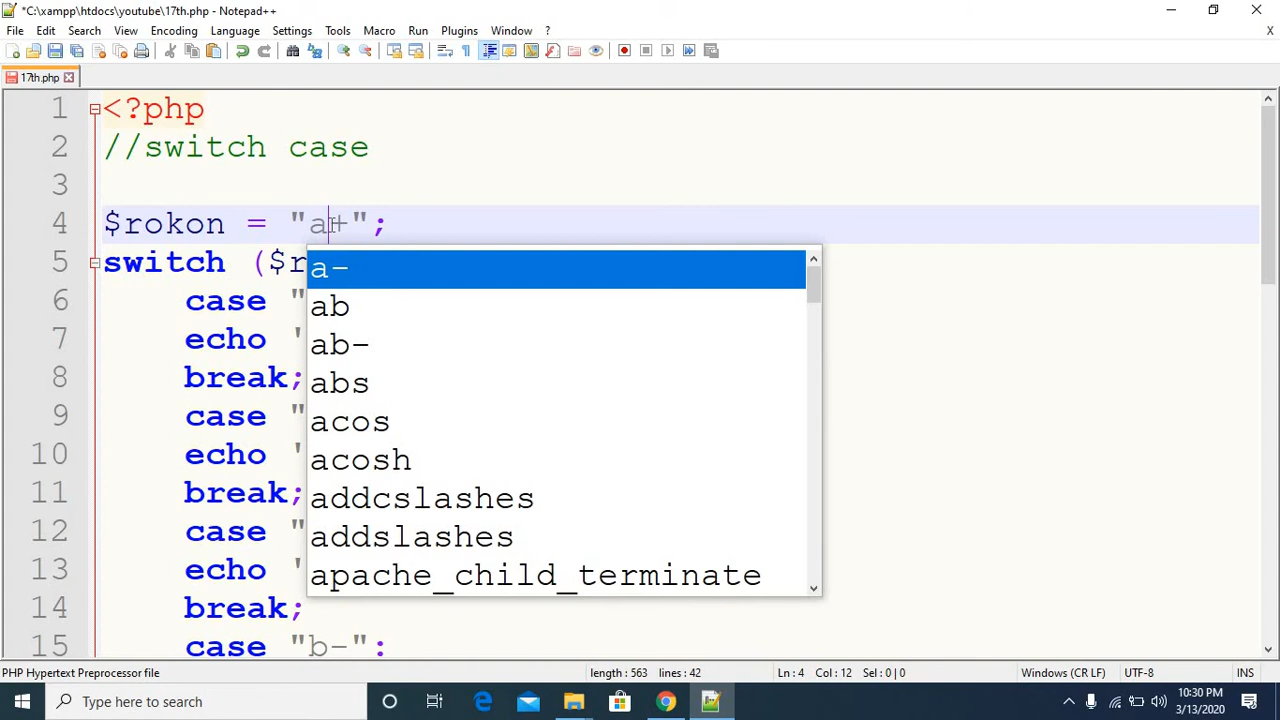 *C:\xampp\htdocs\youtube\17th.php - Notepad++
File Edit Search View Encoding Language Settings Tools Macro Run Plugins Window ? X
17th.php
1 <?php
2 //switch case
3
4 $rokon = "a+";
5 switch ($r
6 case "
7 echo '
8 break;
9 case "
10 echo '
11 break;
12 case "
13 echo '
14 break;
15 case "b-":
a-
ab
ab-
abs
acos
acosh
addcslashes
addslashes
apache_child_terminate
PHP Hypertext Preprocessor file length : 563 lines : 42 Ln : 4 Col : 12 Sel : 0 | 0 Windows (CR LF) UTF-8 INS
Type here to search
10:30 PM
3/13/2020